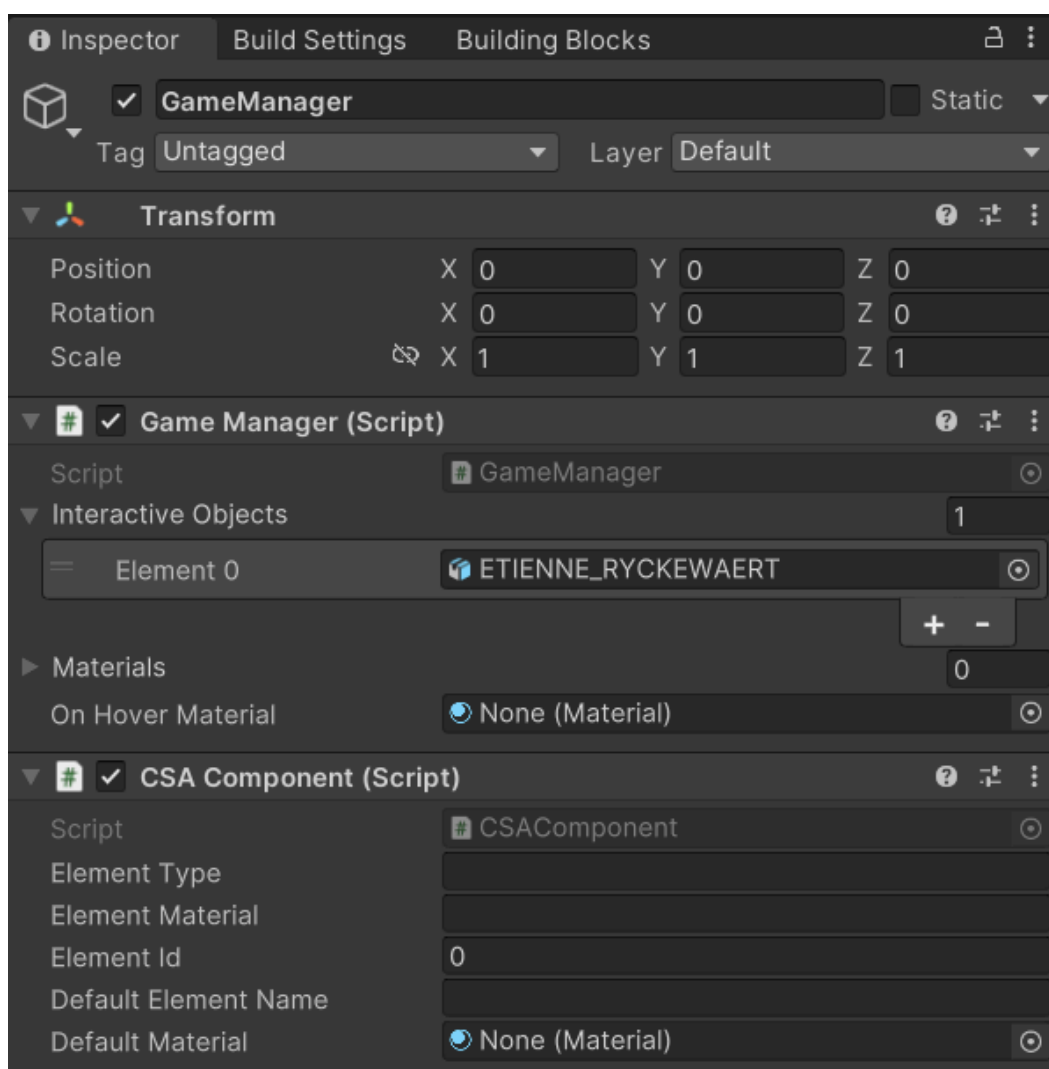 Inspector Build Settings Building Blocks
GameManager Static
Tag Untagged Layer Default
Transform
Position X 0 Y 0 Z 0
Rotation X 0 Y 0 Z 0
Scale X 1 Y 1 Z 1
# Game Manager (Script)
Script # GameManager
Interactive Objects 1
Element 0 ETIENNE_RYCKEWAERT
+ -
Materials 0
On Hover Material None (Material)
# CSA Component (Script)
Script # CSAComponent
Element Type
Element Material
Element Id 0
Default Element Name
Default Material None (Material)